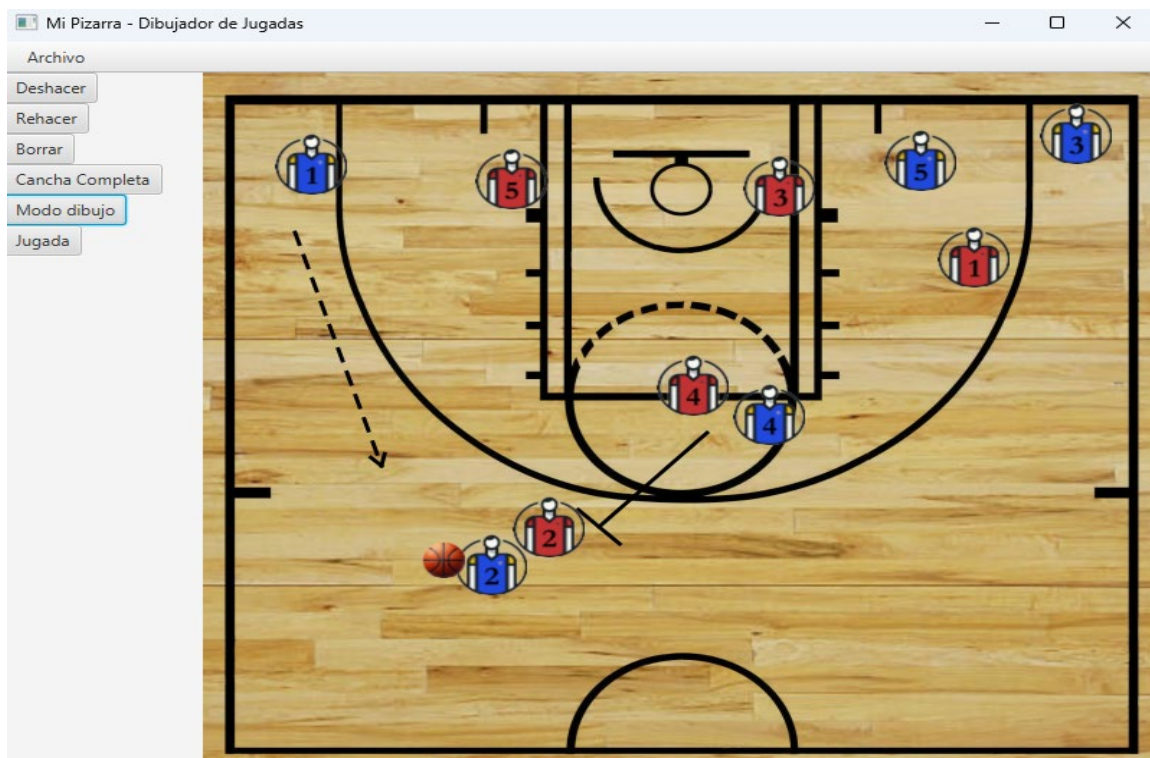 Mi Pizarra - Dibujador de Jugadas
Archivo
Deshacer
Rehacer
Borrar
Cancha Completa
Modo dibujo
Jugada
3
5
1
5
3
1
4
4
2
2